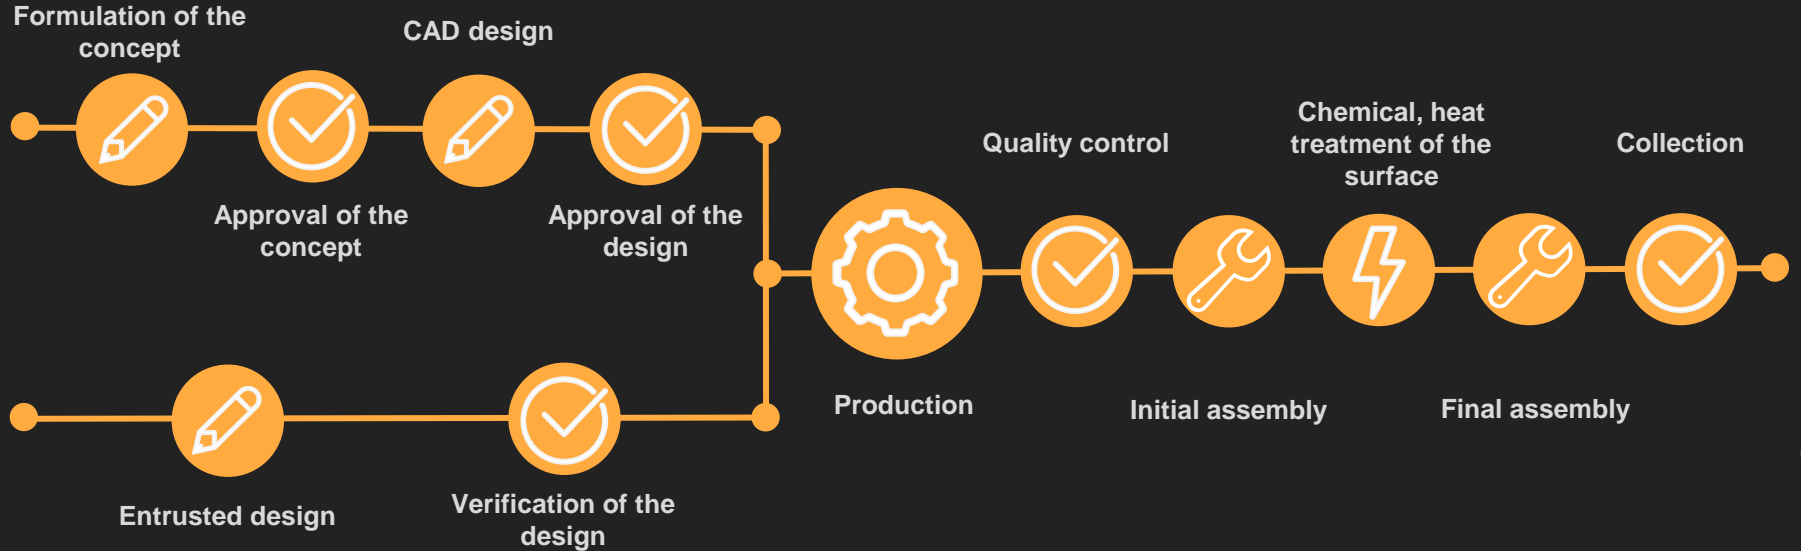 Formulation of the
concept
CAD design
Approval of the
concept
Approval of the
design
Entrusted design
Verification of the
design
Production
Quality control
Initial assembly
Chemical, heat
treatment of the
surface
Final assembly
Collection